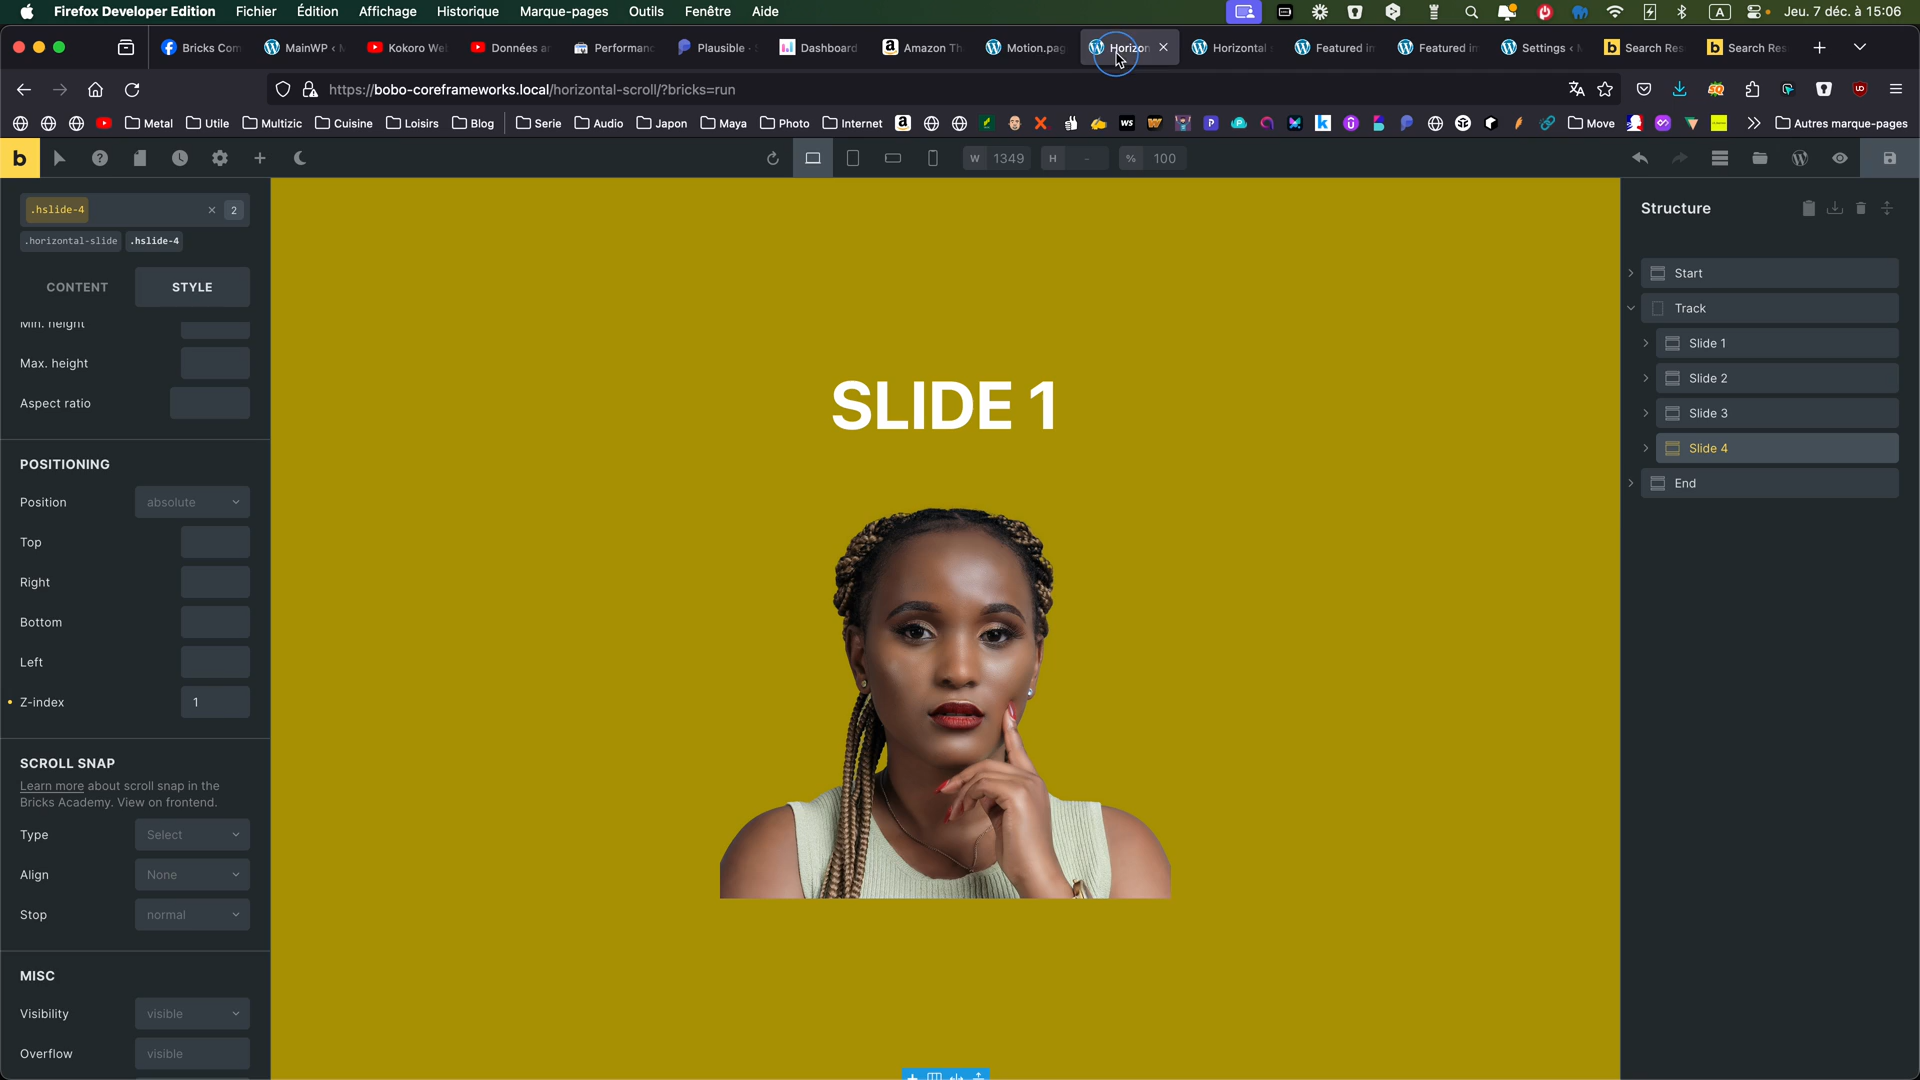 Firefox Developer Edition Fichier Édition Affichage Historique Marque-pages Outils Fenêtre Aide A Jeu. 7 déc. à 15:06
Bricks Com MainWP ‹ M Kokoro We Données a Performanc Plausible · Dashboard Amazon Th Motion.pag Horizon Horizontal Featured i Featured i Settings ‹ Search Res Search Res
https://bobo-coreframeworks.local/horizontal-scroll/?bricks=run
Metal Utile Multizic Cuisine Loisirs Blog Serie Audio Japon Maya Photo Internet Move Autres marque-pages
b W 1349 H - % 100
.hslide-4 × 2
.horizontal-slide .hslide-4
CONTENT STYLE
Min. height
Max. height
Aspect ratio
POSITIONING
Position absolute
Top
Right
Bottom
Left
Z-index 1
SCROLL SNAP
Learn more about scroll snap in the
Bricks Academy. View on frontend.
Type Select
Align None
Stop normal
MISC
Visibility visible
Overflow visible
SLIDE 1
Structure
Start
Track
Slide 1
Slide 2
Slide 3
Slide 4
End